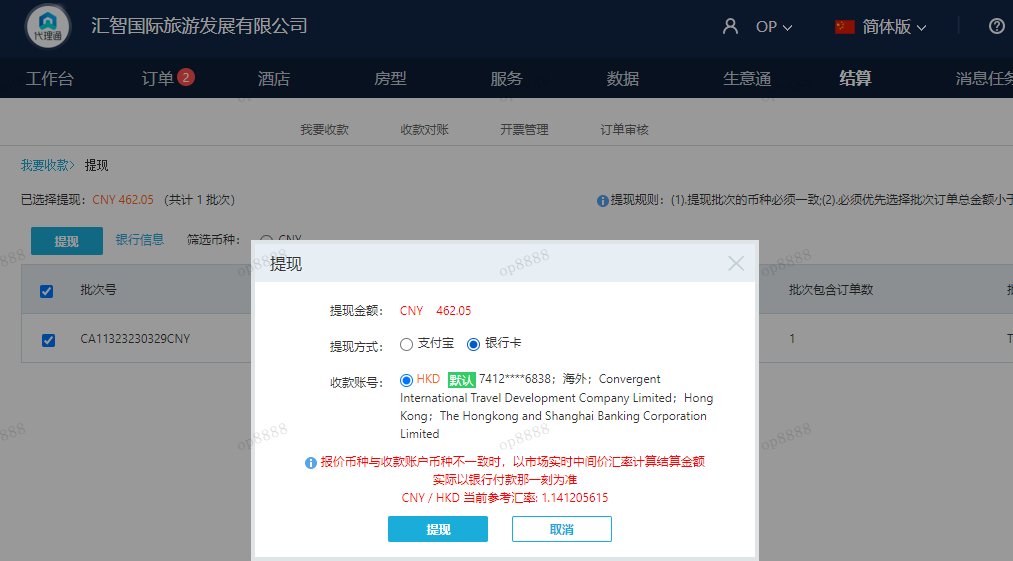 代理通
汇智国际旅游发展有限公司
OP
简体版
工作台 订单 2 酒店 房型 服务 数据 生意通 结算 消息任务
我要收款 收款对账 开票管理 订单审核
我要收款> 提现
已选择提现: CNY 462.05 (共计 1 批次)
提现规则: (1).提现批次的币种必须一致;(2).必须优先选择批次订单总金额小于
提现 银行信息 筛选币种: CNY
批次号 批次包含订单数
CA11323230329CNY 1
提现
提现金额: CNY 462.05
提现方式: 支付宝 银行卡
收款账号: HKD 默认 7412****6838; 海外; Convergent
International Travel Development Company Limited; Hong
Kong; The Hongkong and Shanghai Banking Corporation
Limited
报价币种与收款账户币种不一致时，以市场实时中间价汇率计算结算金额
实际以银行付款那一刻为准
CNY / HKD 当前参考汇率: 1.141205615
提现 取消
op8888
op8888
op8888
op8888
op8888